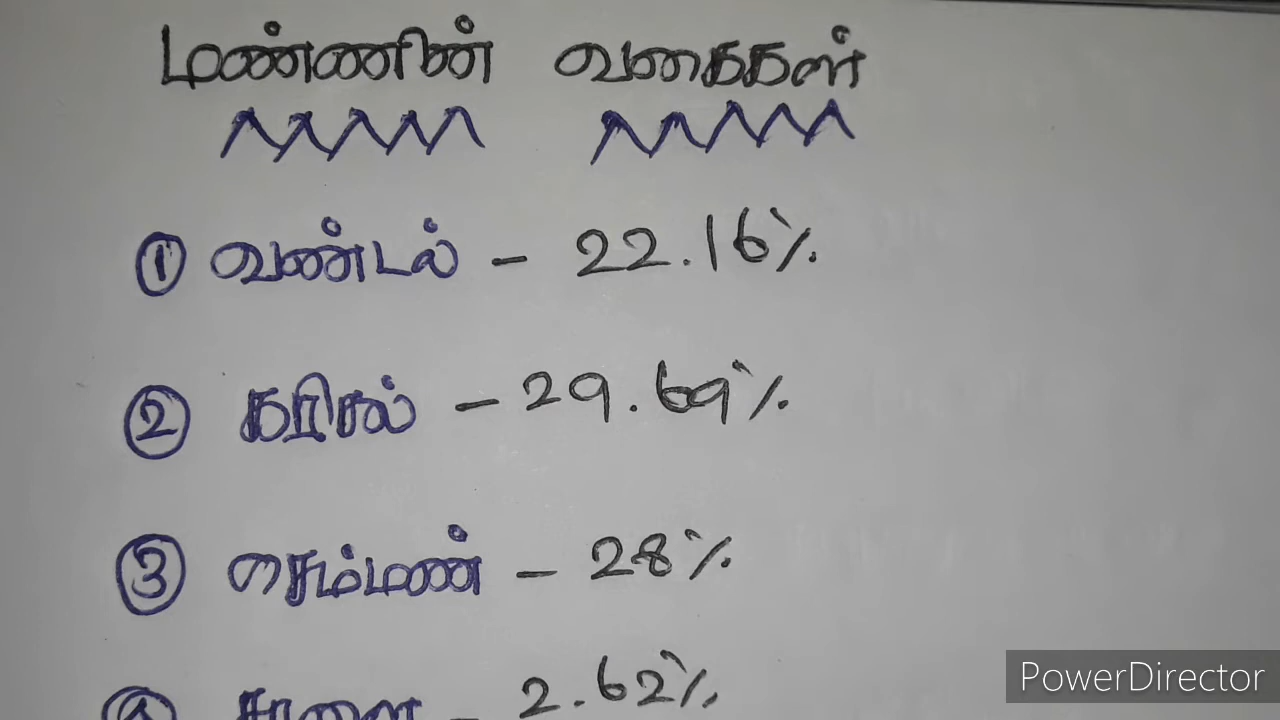 மண்ணின் வகைகள்
① வண்டல் - 22.16%
② கரிசல் - 29.69%
③ செம்மண் - 28%
- 2.62%
PowerDirector